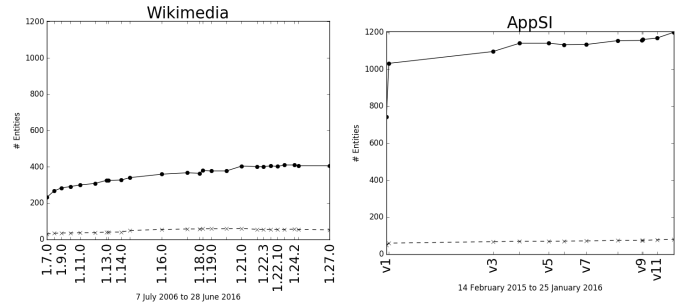 Wikimedia
1200
1000
800
600
400
200
0
# Entities
1.7.0
1.9.0
1.11.0
1.13.0
1.14.0
1.16.0
1.18.0
1.19.0
1.21.0
1.22.3
1.22.10
1.24.2
1.27.0
7 July 2006 to 28 June 2016
AppSI
1200
1000
800
600
400
200
0
# Entities
v1
v3
v5
v7
v9
v11
14 February 2015 to 25 January 2016